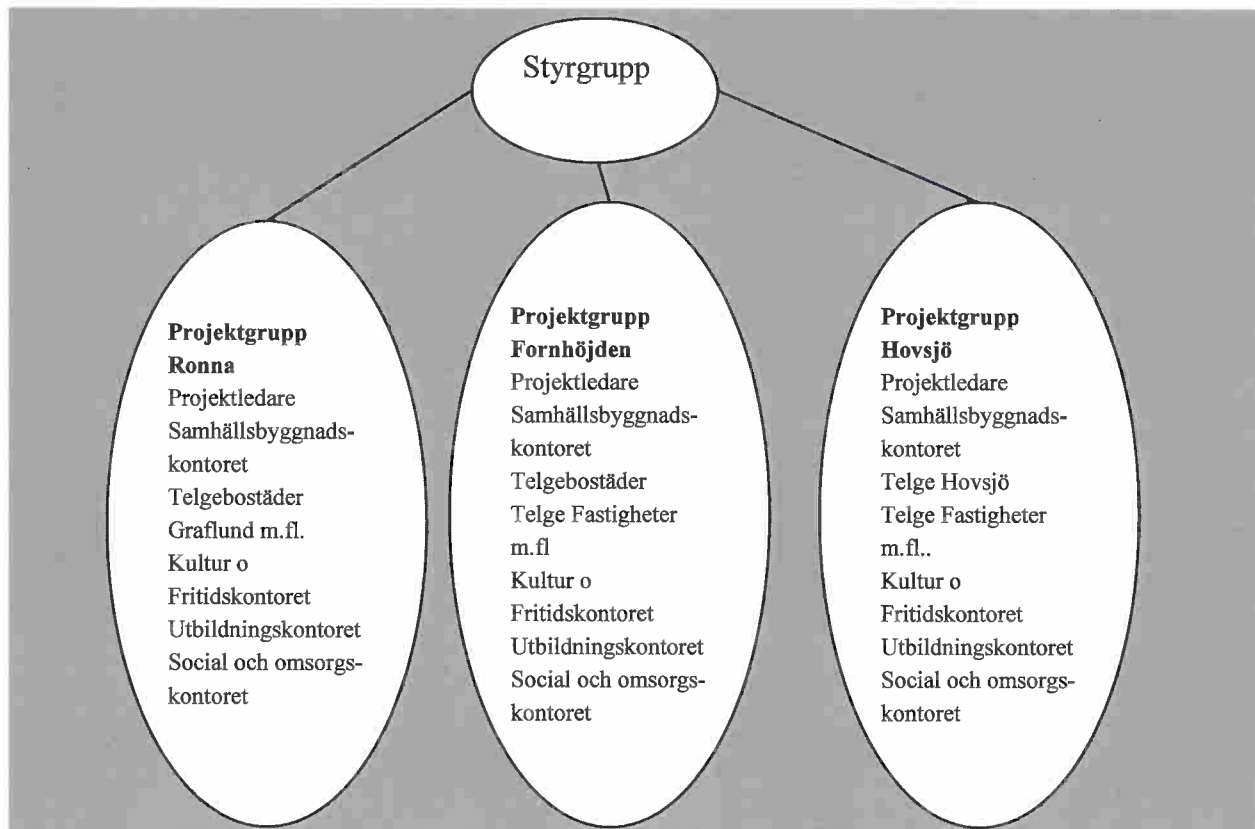 Styrgrupp
Projektgrupp
Ronna
Projektledare
Samhällsbyggnads-
kontoret
Telgebostäder
Graflund m.fl.
Kultur o
Fritidskontoret
Utbildningskontoret
Social och omsorgs-
kontoret
Projektgrupp
Fornhöjden
Projektledare
Samhällsbyggnads-
kontoret
Telgebostäder
Telge Fastigheter
m.fl
Kultur o
Fritidskontoret
Utbildningskontoret
Social och omsorgs-
kontoret
Projektgrupp
Hovsjö
Projektledare
Samhällsbyggnads-
kontoret
Telge Hovsjö
Telge Fastigheter
m.fl..
Kultur o
Fritidskontoret
Utbildningskontoret
Social och omsorgs-
kontoret